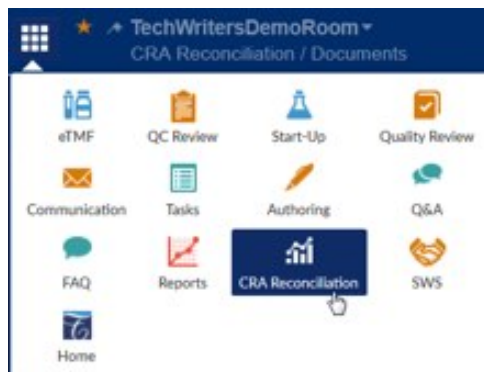 TechWritersDemoRoom
CRA Reconciliation / Documents
eTMF QC Review Start-Up Quality Review
Communication Tasks Authoring Q&A
FAQ Reports CRA Reconciliation SWS
Home